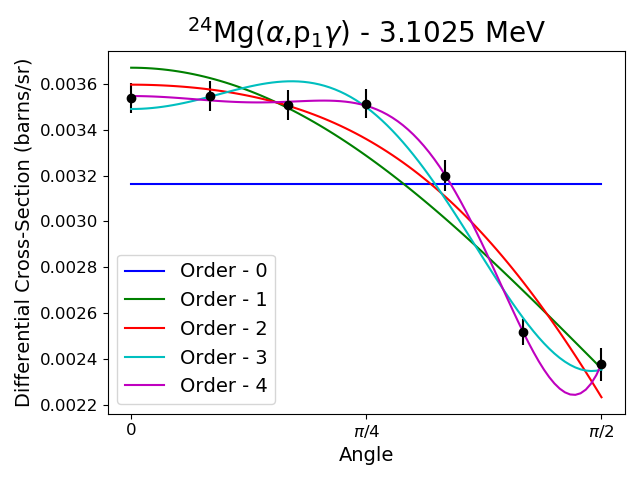 ²⁴Mg(α,p₁γ) - 3.1025 MeV
Differential Cross-Section (barns/sr)
0.0036
0.0034
0.0032
0.0030
0.0028
0.0026
0.0024
0.0022
Order - 0
Order - 1
Order - 2
Order - 3
Order - 4
0
π/4
π/2
Angle